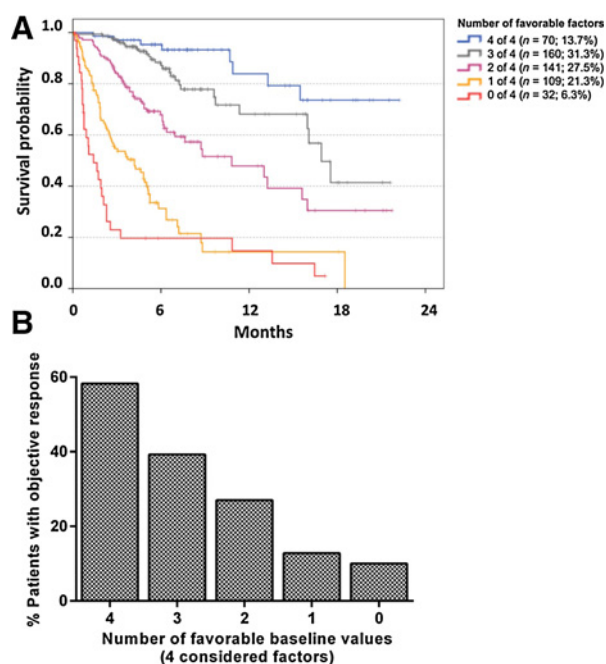 A
Number of favorable factors
4 of 4 (n = 70; 13.7%)
3 of 4 (n = 160; 31.3%)
2 of 4 (n = 141; 27.5%)
1 of 4 (n = 109; 21.3%)
0 of 4 (n = 32; 6.3%)
Survival probability
1.0
0.8
0.6
0.4
0.2
0.0
0 6 12 18 24
Months
B
% Patients with objective response
60
40
20
0
4 3 2 1 0
Number of favorable baseline values
(4 considered factors)